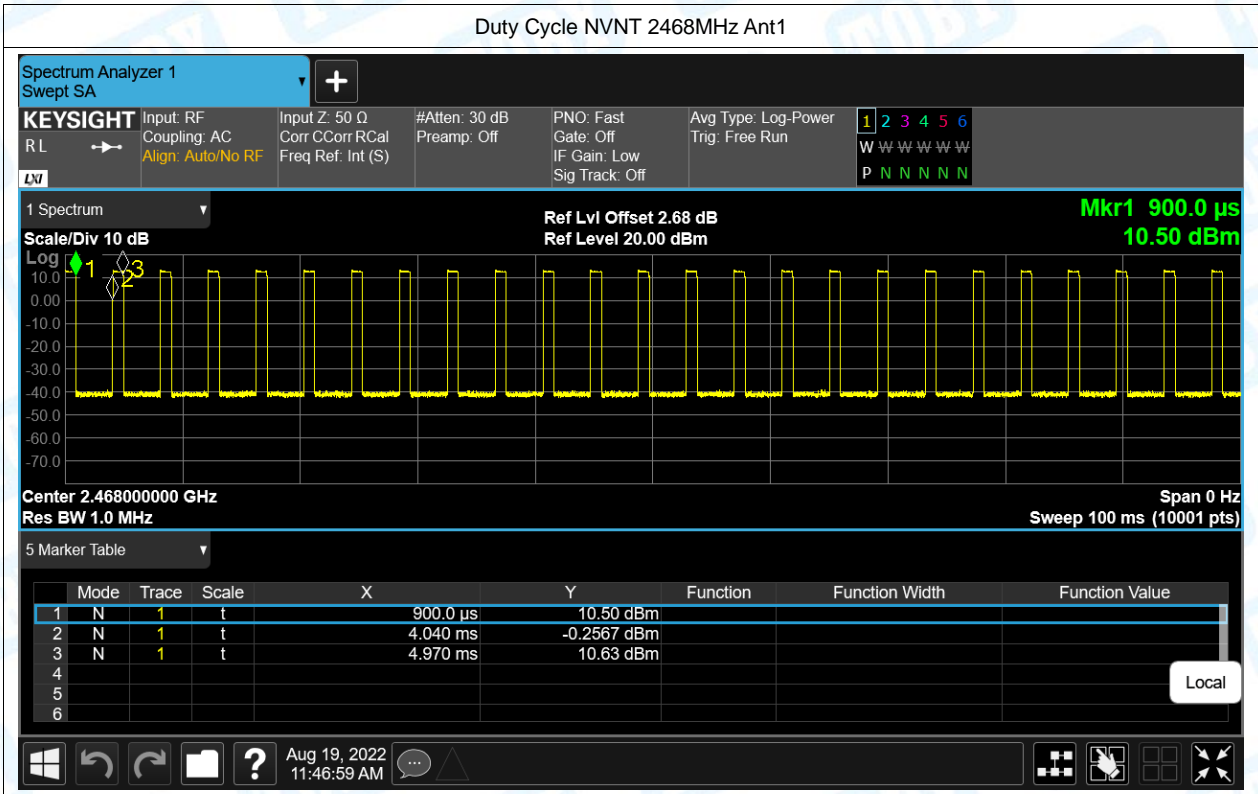 Duty Cycle NVNT 2468MHz Ant1
Spectrum Analyzer 1
Swept SA
KEYSIGHT
RL
LXI
Input: RF
Coupling: AC
Align: Auto/No RF
Input Z: 50 Ω
Corr CCorr RCal
Freq Ref: Int (S)
#Atten: 30 dB
Preamp: Off
PNO: Fast
Gate: Off
IF Gain: Low
Sig Track: Off
Avg Type: Log-Power
Trig: Free Run
1 2 3 4 5 6
W W W W W W
P N N N N N
1 Spectrum
Scale/Div 10 dB
Ref Lvl Offset 2.68 dB
Ref Level 20.00 dBm
Mkr1 900.0 µs
10.50 dBm
Log
1 2 3
10.0
0.00
-10.0
-20.0
-30.0
-40.0
-50.0
-60.0
-70.0
Center 2.468000000 GHz
Span 0 Hz
Res BW 1.0 MHz
Sweep 100 ms (10001 pts)
5 Marker Table
Mode Trace Scale X Y Function Function Width Function Value
1 N 1 t 900.0 µs 10.50 dBm
2 N 1 t 4.040 ms -0.2567 dBm
3 N 1 t 4.970 ms 10.63 dBm
4
5
6
Local
?
Aug 19, 2022
11:46:59 AM